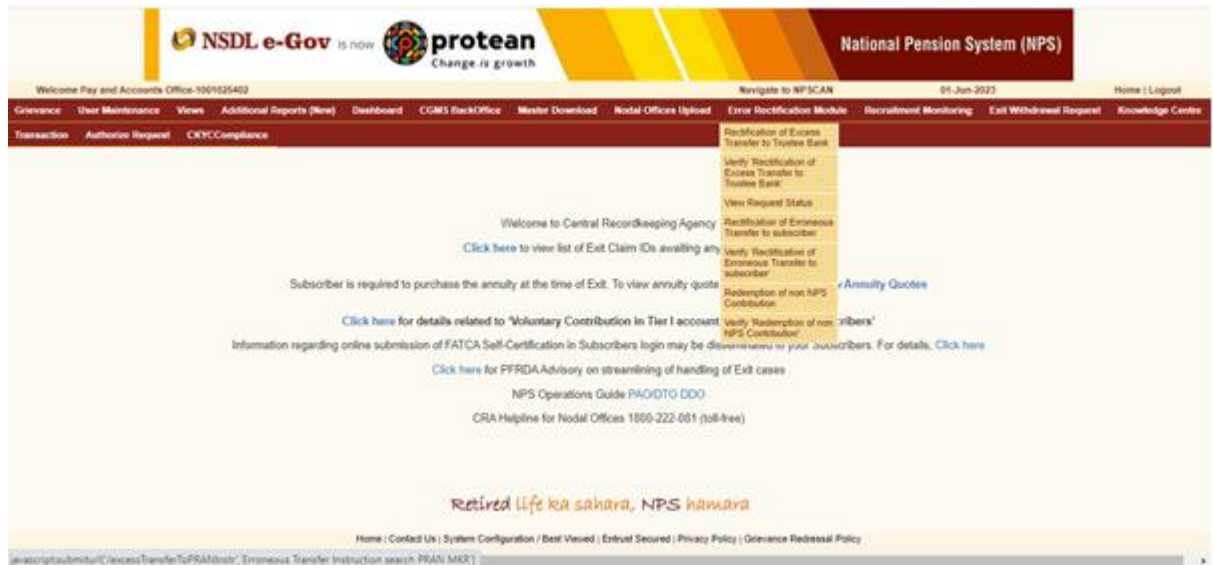 NSDL e-Gov is now protean
Change is growth
National Pension System (NPS)
Welcome Pay and Accounts Office-1001025402 Navigate to NPSCAN 01-Jun-2023 Home | Logout
Grievance User Maintenance Views Additional Reports (New) Dashboard CGMS BackOffice Master Download Nodal Offices Upload Error Rectification Module Recruitment Monitoring Exit Withdrawal Request Knowledge Centre
Transaction Authorize Request CKYCCompliance
Rectification of Excess
Transfer to Trustee Bank
Verify 'Rectification of
Excess Transfer to
Trustee Bank'
View Request Status
Rectification of Erroneous
Transfer to subscriber
Verify 'Rectification of
Erroneous Transfer to
subscriber'
Redemption of non NPS
Contribution
Verify 'Redemption of non
NPS Contribution'
Welcome to Central Recordkeeping Agency
Click here to view list of Exit Claim IDs awaiting any
Subscriber is required to purchase the annuity at the time of Exit. To view annuity quote Annuity Quotes
Click here for details related to 'Voluntary Contribution in Tier I account cribers'
Information regarding online submission of FATCA Self-Certification in Subscribers login may be disseminated to your Subscribers. For details, Click here
Click here for PFRDA Advisory on streamlining of handling of Exit cases
NPS Operations Guide PAO/DTO DDO
CRA Helpline for Nodal Offices 1800-222-081 (toll-free)
Retired life ka sahara, NPS hamara
Home | Contact Us | System Configuration / Best Viewed | Entrust Secured | Privacy Policy | Grievance Redressal Policy
javascript:submiturl('/excessTransferToPRANInstr', 'Erroneous Transfer Instruction search PRAN MKR')